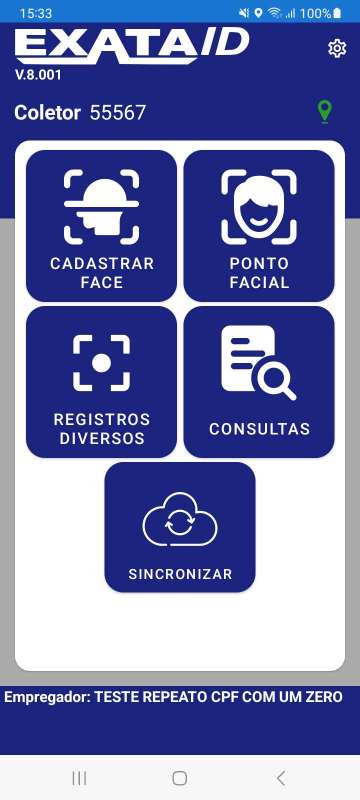 15:33
100%
EXATA ID
V.8.001
Coletor 55567
CADASTRAR
FACE
PONTO
FACIAL
REGISTROS
DIVERSOS
CONSULTAS
SINCRONIZAR
Empregador: TESTE REPEATO CPF COM UM ZERO